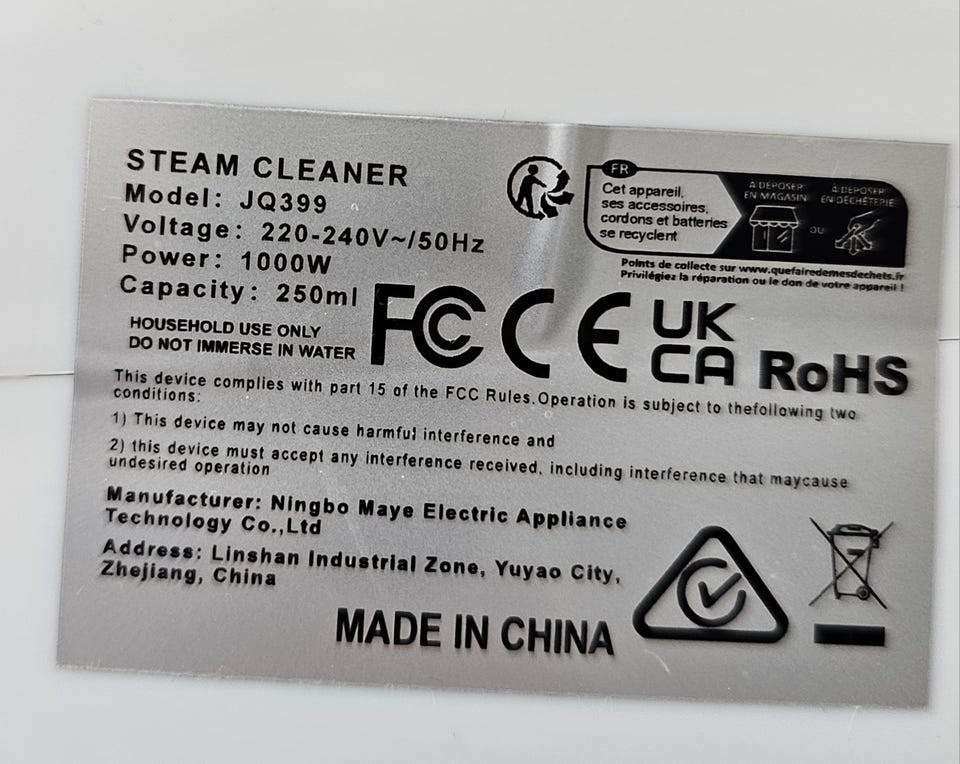 STEAM CLEANER
Model: JQ399
Voltage: 220-240V~/50Hz
Power: 1000W
Capacity: 250ml
HOUSEHOLD USE ONLY
DO NOT IMMERSE IN WATER
FR
Cet appareil,
ses accessoires,
cordons et batteries
se recyclent
À DÉPOSER
EN MAGASIN
OU
À DÉPOSER
EN DÉCHÈTERIE
Points de collecte sur www.quefairedemesdechets.fr
Privilégiez la réparation ou le don de votre appareil !
FC CE UK
CA RoHS
This device complies with part 15 of the FCC Rules.Operation is subject to thefollowing two
conditions:
1) This device may not cause harmful interference and
2) this device must accept any interference received, including interference that maycause
undesired operation
Manufacturer: Ningbo Maye Electric Appliance
Technology Co.,Ltd
Address: Linshan Industrial Zone, Yuyao City,
Zhejiang, China
MADE IN CHINA